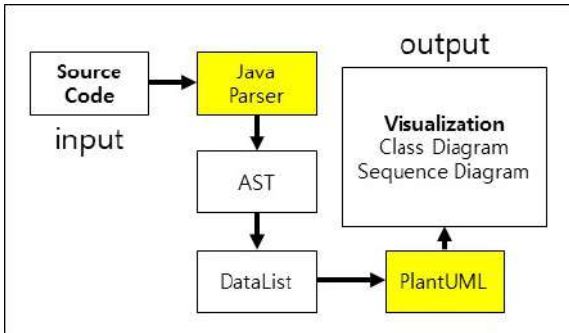 Source
Code
input
Java
Parser
AST
DataList
PlantUML
output
Visualization
Class Diagram
Sequence Diagram